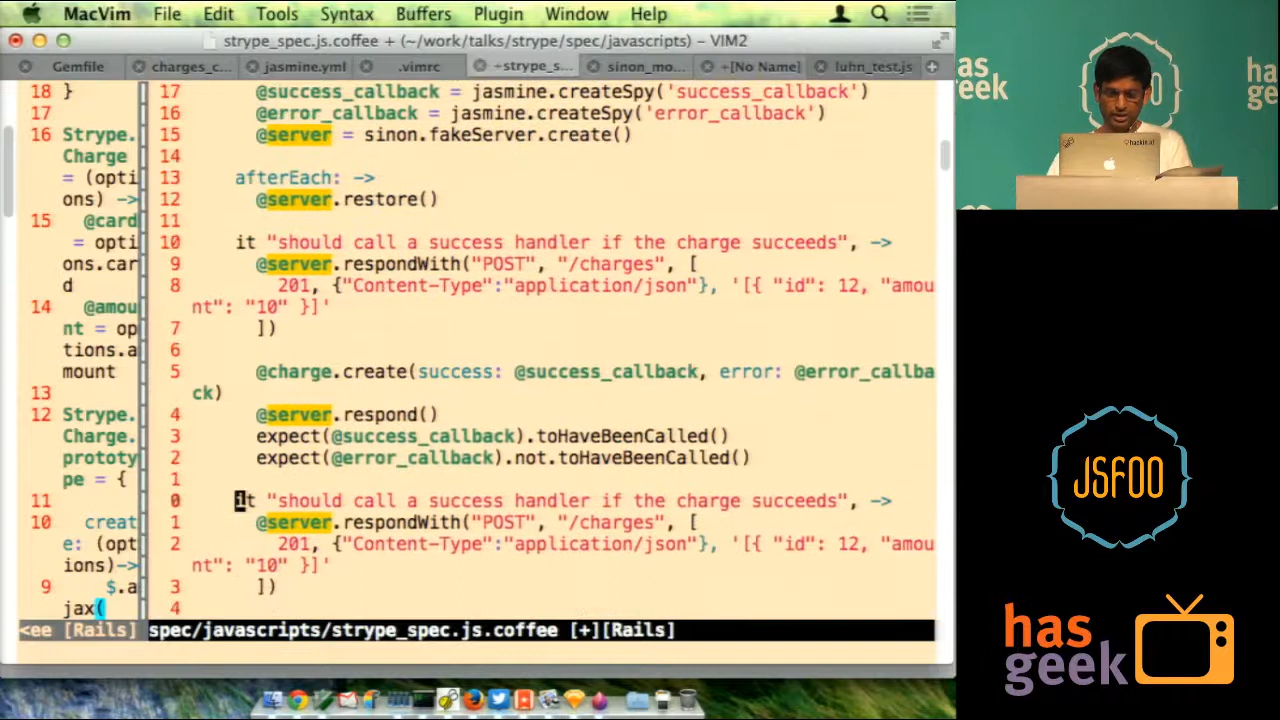 MacVim File Edit Tools Syntax Buffers Plugin Window Help
strype_spec.js.coffee + (~/work/talks/strype/spec/javascripts) – VIM2
Gemfile charges_c... jasmine.yml .vimrc +strype_s... sinon_mo... +[No Name] luhn_test.js
18 }
17
16 Strype.
Charge
= (opti
ons) ->
15 @card
= opti
ons.car
d
14 @amou
nt = op
tions.a
mount
13
12 Strype.
Charge.
prototy
pe = {
11
10 creat
e: (opt
ions)->
9 $.a
jax(
<ee [Rails]
17 @success_callback = jasmine.createSpy('success_callback')
16 @error_callback = jasmine.createSpy('error_callback')
15 @server = sinon.fakeServer.create()
14
13 afterEach: ->
12 @server.restore()
11
10 it "should call a success handler if the charge succeeds", ->
9 @server.respondWith("POST", "/charges", [
8 201, {"Content-Type":"application/json"}, '[{ "id": 12, "amou
nt": "10" }]'
7 ])
6
5 @charge.create(success: @success_callback, error: @error_callba
ck)
4 @server.respond()
3 expect(@success_callback).toHaveBeenCalled()
2 expect(@error_callback).not.toHaveBeenCalled()
1
0 it "should call a success handler if the charge succeeds", ->
1 @server.respondWith("POST", "/charges", [
2 201, {"Content-Type":"application/json"}, '[{ "id": 12, "amou
nt": "10" }]'
3 ])
4
spec/javascripts/strype_spec.js.coffee [+][Rails]
has
geek
has
geek
hackin.
JSFOO
has
geek